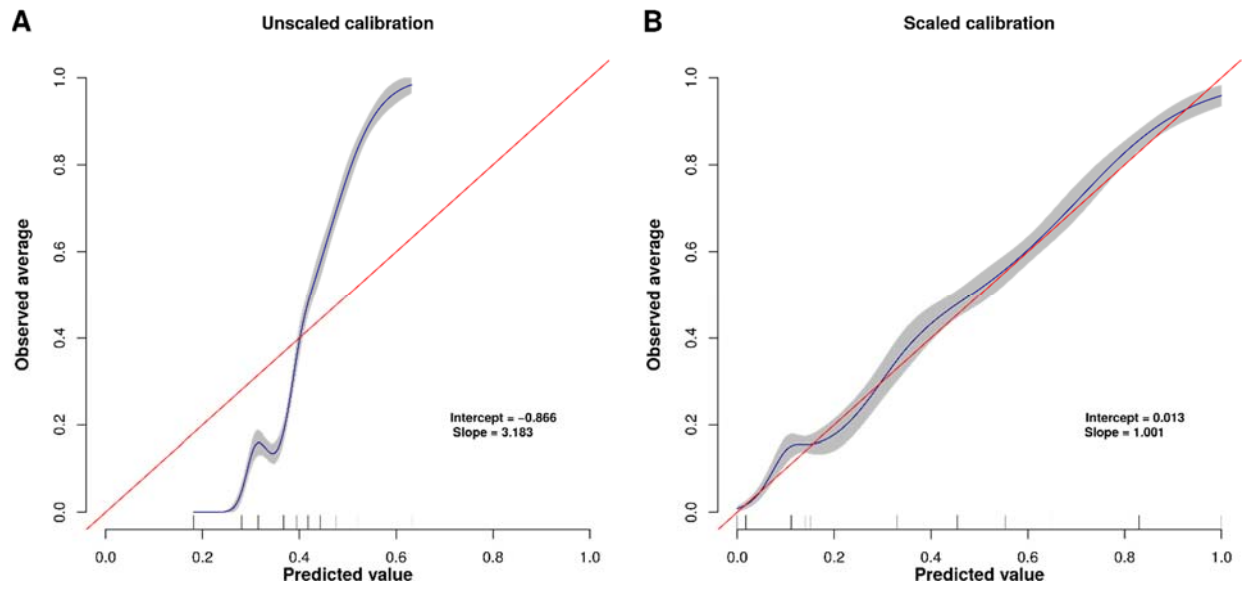 A
Unscaled calibration
Observed average
1.0
0.8
0.6
0.4
0.2
0.0
Intercept = −0.866
Slope = 3.183
0.0 0.2 0.4 0.6 0.8 1.0
Predicted value
B
Scaled calibration
Observed average
1.0
0.8
0.6
0.4
0.2
0.0
Intercept = 0.013
Slope = 1.001
0.0 0.2 0.4 0.6 0.8 1.0
Predicted value